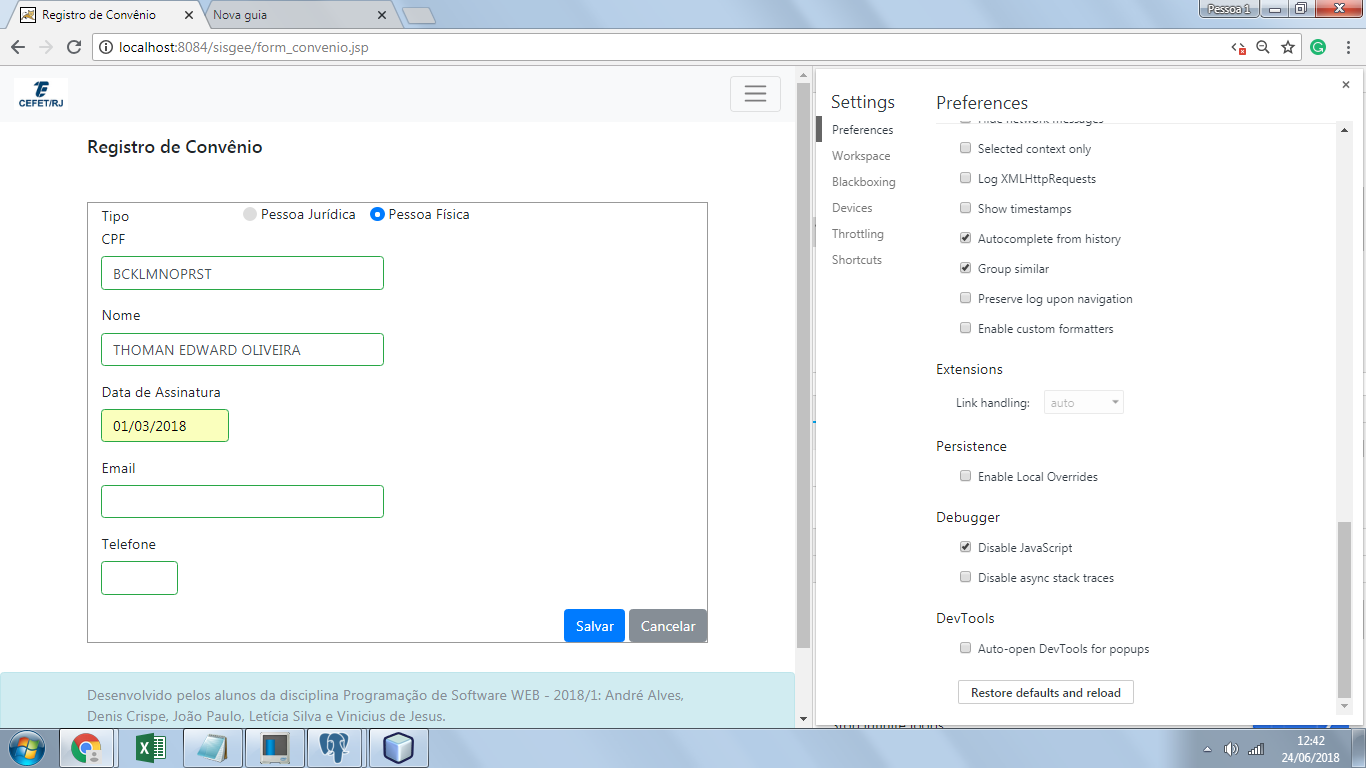 Registro de Convênio
Nova guia
Pessoa 1
localhost:8084/sisgee/form_convenio.jsp
CEFET/RJ
Registro de Convênio
Tipo
Pessoa Jurídica
Pessoa Física
CPF
BCKLMNOPRST
Nome
THOMAN EDWARD OLIVEIRA
Data de Assinatura
01/03/2018
Email
Telefone
Salvar
Cancelar
Desenvolvido pelos alunos da disciplina Programação de Software WEB - 2018/1: André Alves,
Denis Crispe, João Paulo, Letícia Silva e Vinicius de Jesus.
Settings
Preferences
Workspace
Blackboxing
Devices
Throttling
Shortcuts
Preferences
Hide network messages
Selected context only
Log XMLHttpRequests
Show timestamps
Autocomplete from history
Group similar
Preserve log upon navigation
Enable custom formatters
Extensions
Link handling:
auto
Persistence
Enable Local Overrides
Debugger
Disable JavaScript
Disable async stack traces
DevTools
Auto-open DevTools for popups
Restore defaults and reload
12:42
24/06/2018